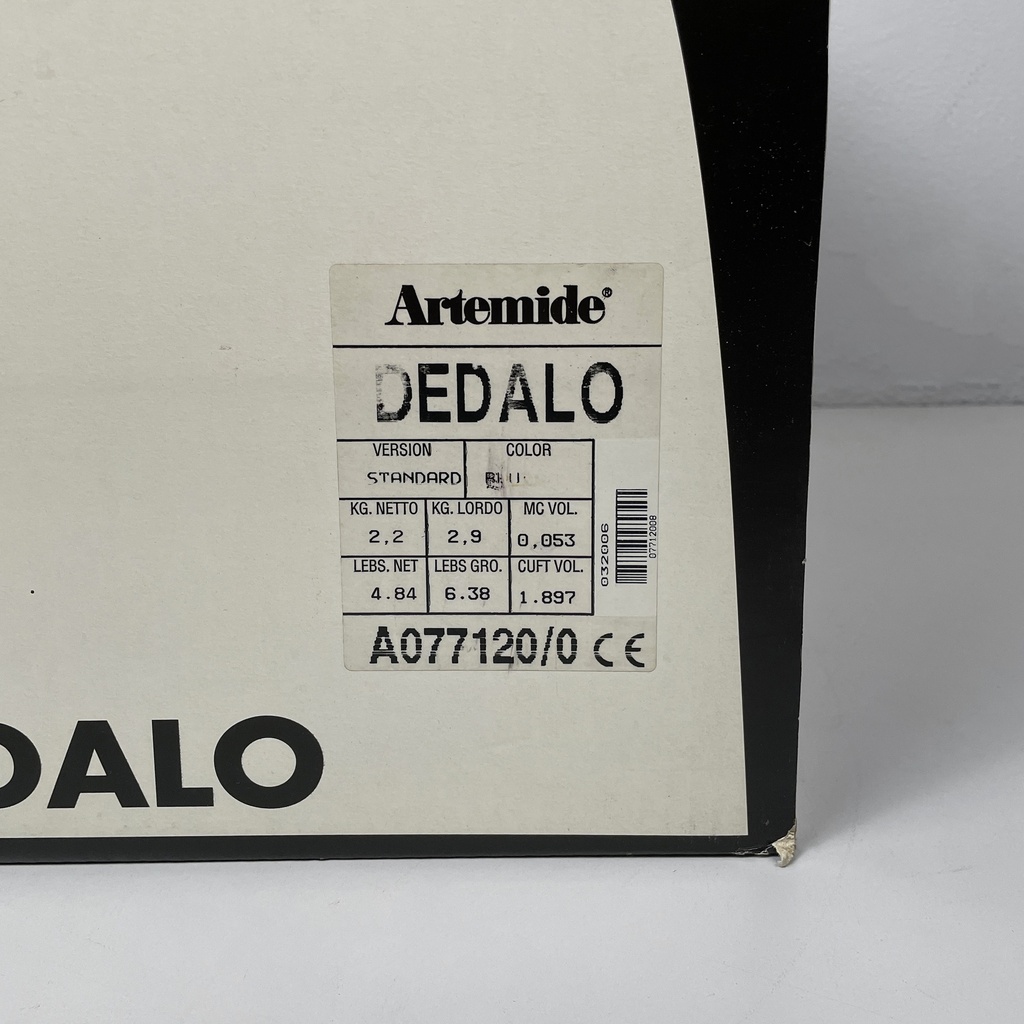 Artemide®
DEDALO
VERSION COLOR
STANDARD BLU
KG. NETTO KG. LORDO MC VOL.
2,2 2,9 0,053
LEBS. NET LEBS GRO. CUFT VOL.
4.84 6.38 1.897
032006
07712008
A077120/0 CE
DALO